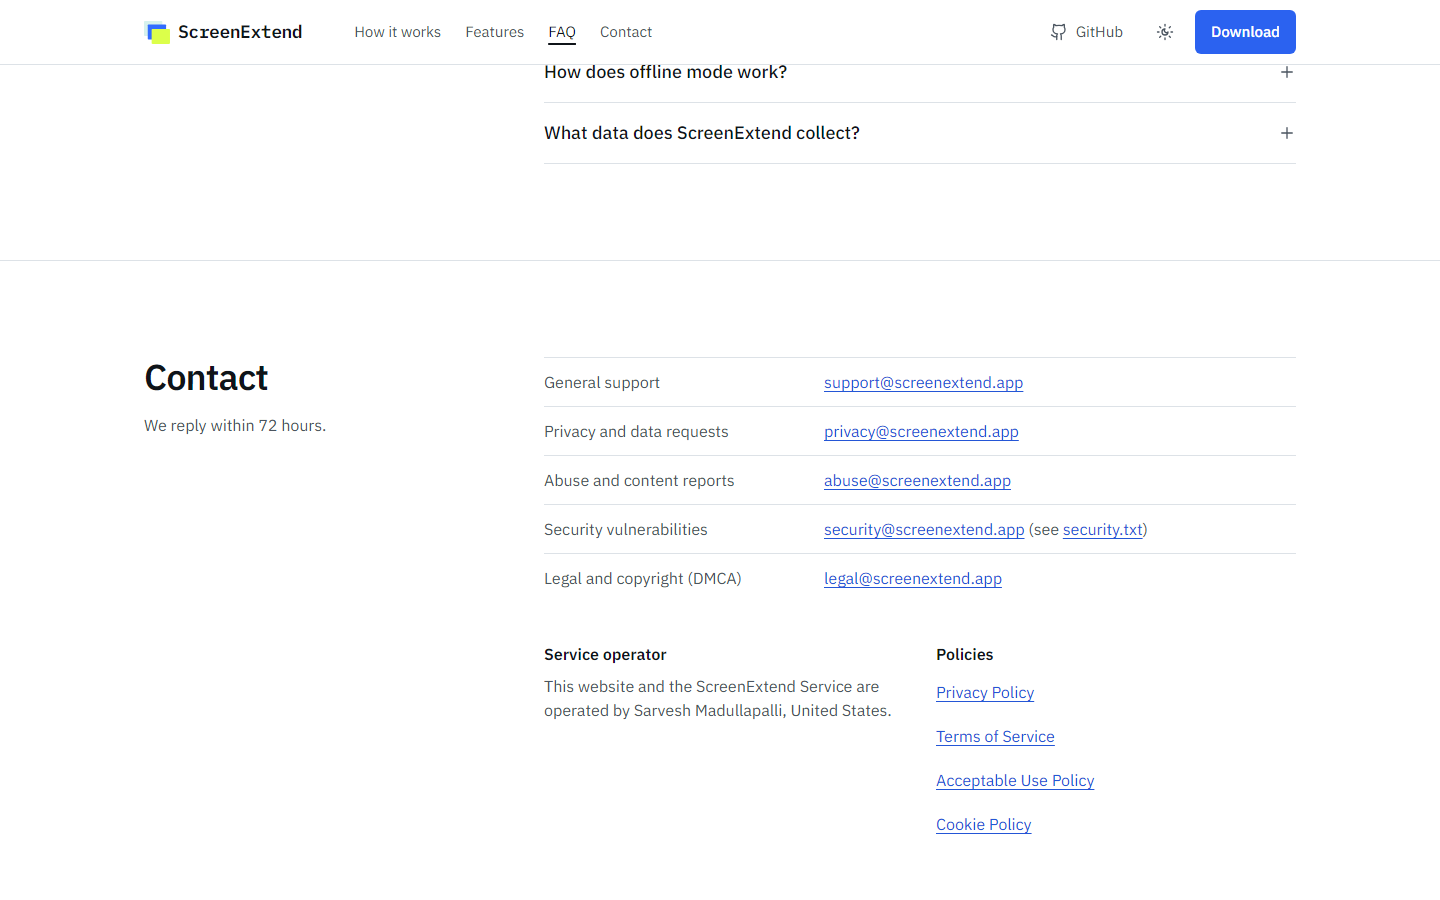 ScreenExtend How it works Features FAQ Contact GitHub Download
How does offline mode work?
What data does ScreenExtend collect?
Contact
We reply within 72 hours.
General support support@screenextend.app
Privacy and data requests privacy@screenextend.app
Abuse and content reports abuse@screenextend.app
Security vulnerabilities security@screenextend.app (see security.txt)
Legal and copyright (DMCA) legal@screenextend.app
Service operator
This website and the ScreenExtend Service are
operated by Sarvesh Madullapalli, United States.
Policies
Privacy Policy
Terms of Service
Acceptable Use Policy
Cookie Policy